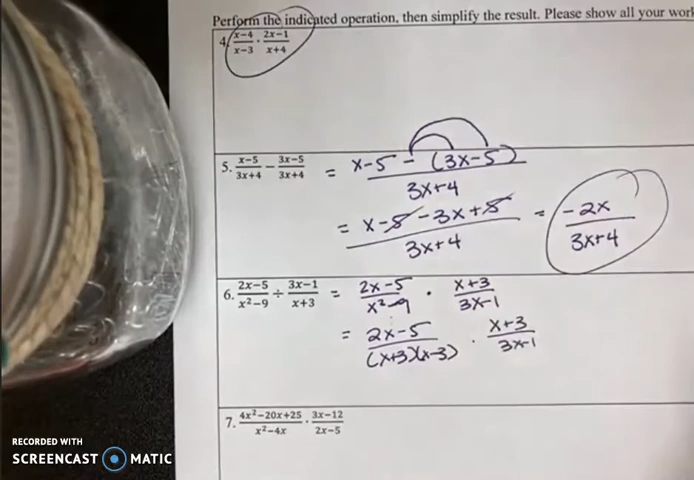 Perform the indicated operation, then simplify the result. Please show all your work
4. (x-4)/(x-3) · (2x-1)/(x+4)
5. (x-5)/(3x+4) - (3x-5)/(3x+4) = (x-5 - (3x-5))/(3x+4)
= (x-5-3x+5)/(3x+4) = (-2x)/(3x+4)
6. (2x-5)/(x²-9) ÷ (3x-1)/(x+3) = (2x-5)/(x²-9) · (x+3)/(3x-1)
= (2x-5)/((x+3)(x-3)) · (x+3)/(3x-1)
7. (4x²-20x+25)/(x²-4x) · (3x-12)/(2x-5)
RECORDED WITH
SCREENCAST MATIC